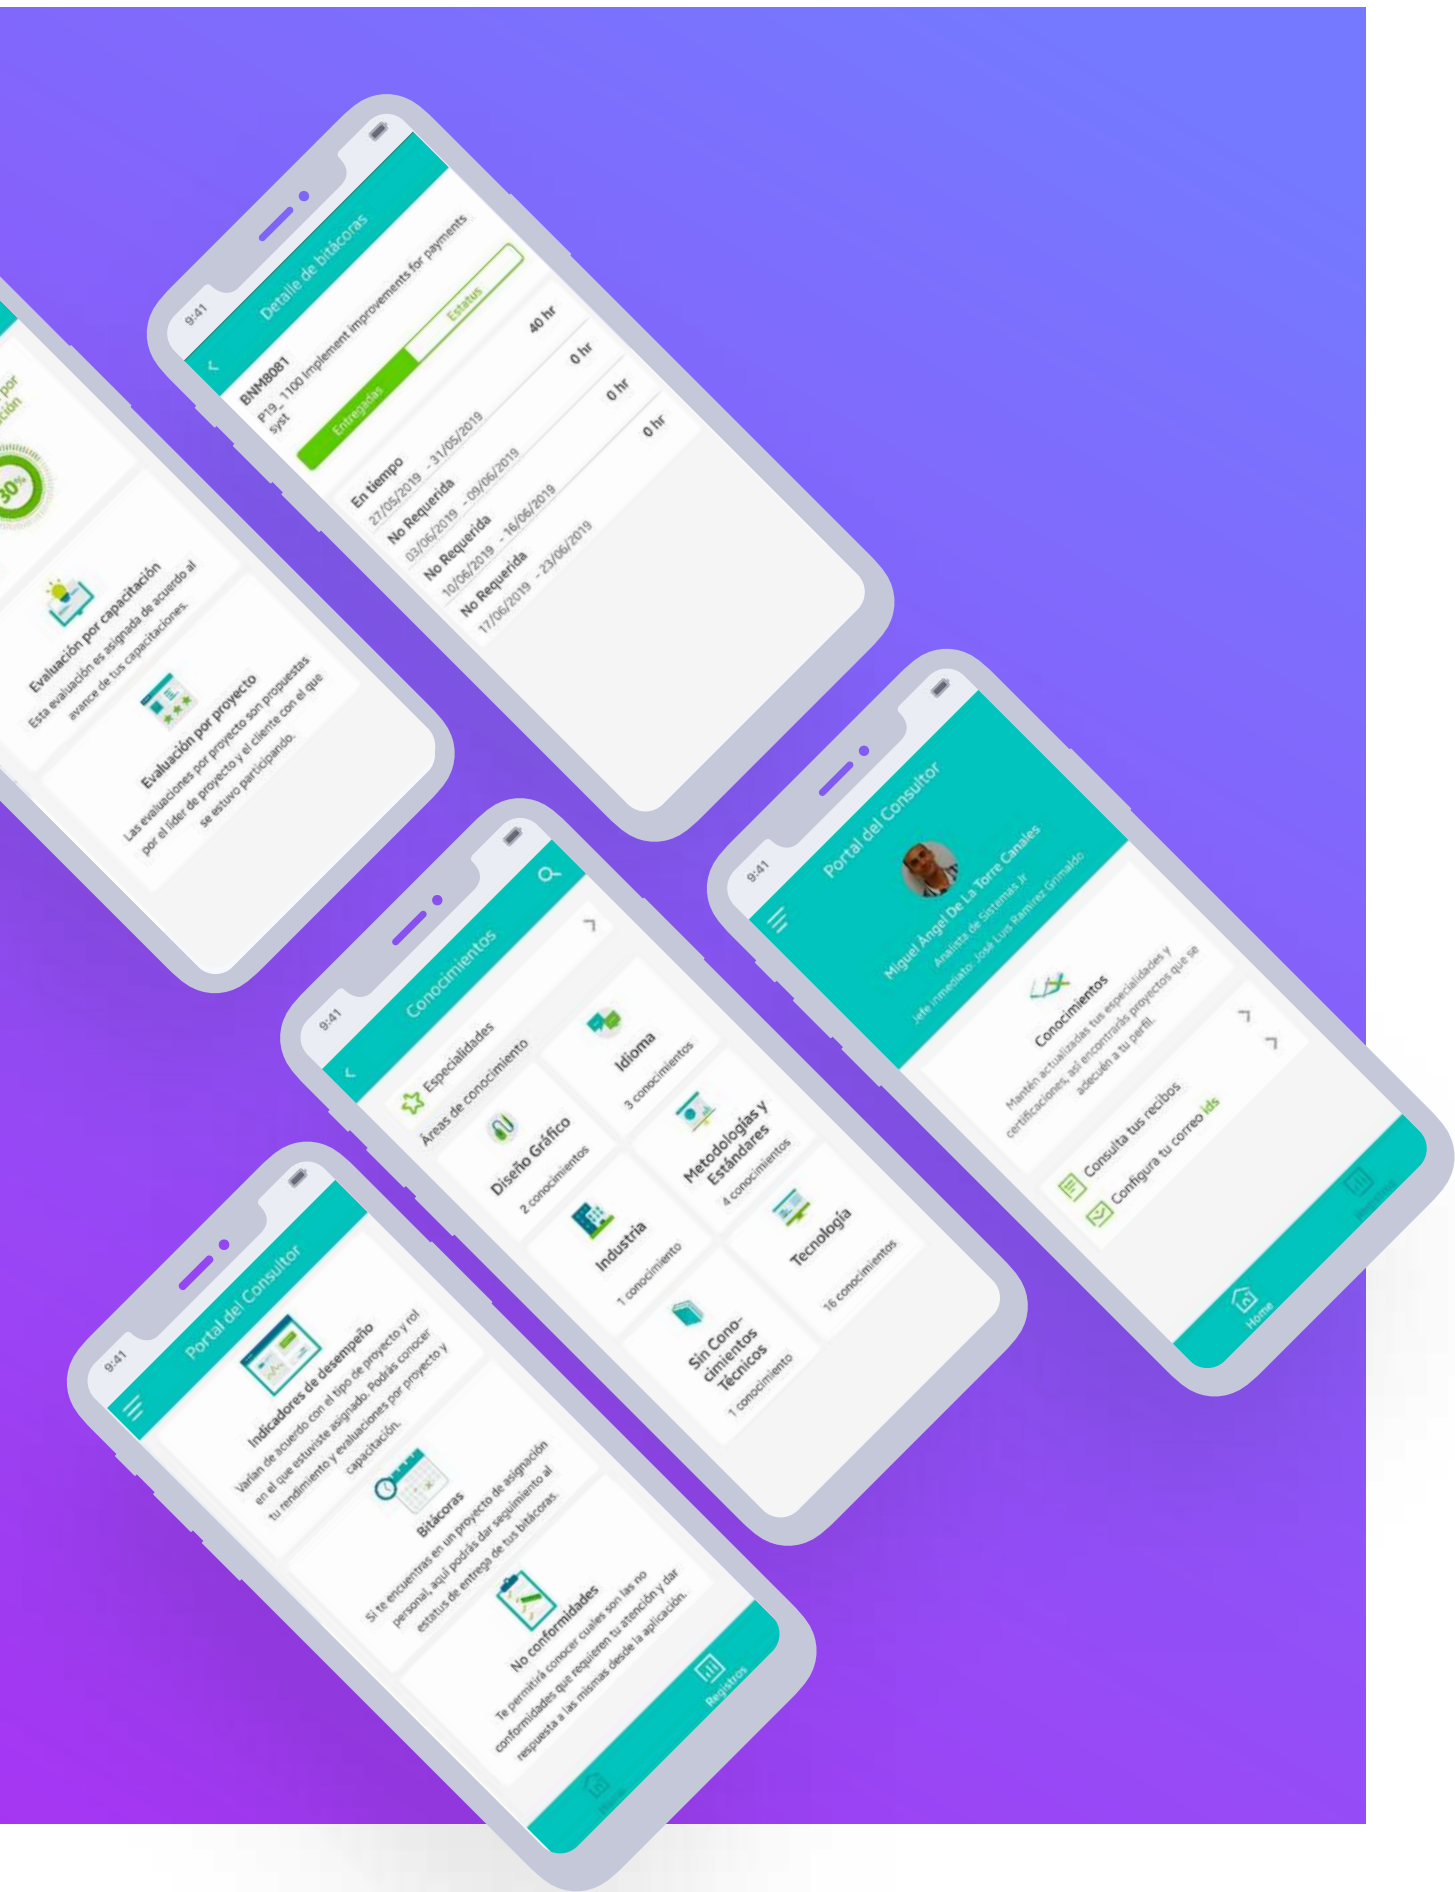 9:41
Detalle de bitácoras
BNM8081
P19_ 1100 Implement improvements for payments
syst
Entregadas
Estatus
En tiempo
27/05/2019 - 31/05/2019
40 hr
No Requerida
03/06/2019 - 09/06/2019
0 hr
No Requerida
10/06/2019 - 16/06/2019
0 hr
No Requerida
17/06/2019 - 23/06/2019
0 hr
por
ción
30%
Evaluación por capacitación
Esta evaluación es asignada de acuerdo al
avance de tus capacitaciones.
Evaluación por proyecto
Las evaluaciones por proyecto son propuestas
por el líder de proyecto y el cliente con el que
se estuvo participando.
9:41
Portal del Consultor
Miguel Ángel De La Torre Canales
Analista de Sistemas Jr
Jefe inmediato: José Luis Ramírez Grimaldo
Conocimientos
Mantén actualizadas tus especialidades y
certificaciones, así encontrarás proyectos que se
adecuén a tu perfil.
Consulta tus recibos
Configura tu correo ids
Home
Registros
9:41
Conocimientos
Especialidades
Áreas de conocimiento
Diseño Gráfico
2 conocimientos
Idioma
3 conocimientos
Industria
1 conocimiento
Metodologías y
Estándares
4 conocimientos
Sin Cono-
cimientos
Técnicos
1 conocimiento
Tecnología
16 conocimientos
9:41
Portal del Consultor
Indicadores de desempeño
Varían de acuerdo con el tipo de proyecto y rol
en el que estuviste asignado. Podrás conocer
tu rendimiento y evaluaciones por proyecto y
capacitación.
Bitácoras
Si te encuentras en un proyecto de asignación
personal, aquí podrás dar seguimiento al
estatus de entrega de tus bitácoras.
No conformidades
Te permitirá conocer cuales son las no
conformidades que requieren tu atención y dar
respuesta a las mismas desde la aplicación.
Home
Registros